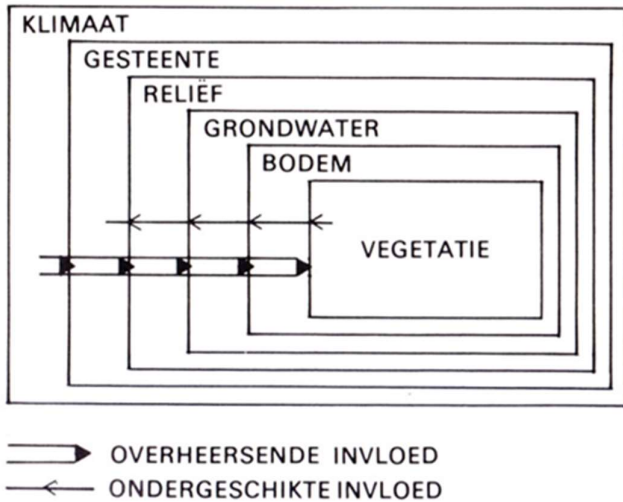 KLIMAAT
GESTEENTE
RELIËF
GRONDWATER
BODEM
VEGETATIE
OVERHEERSENDE INVLOED
ONDERGESCHIKTE INVLOED